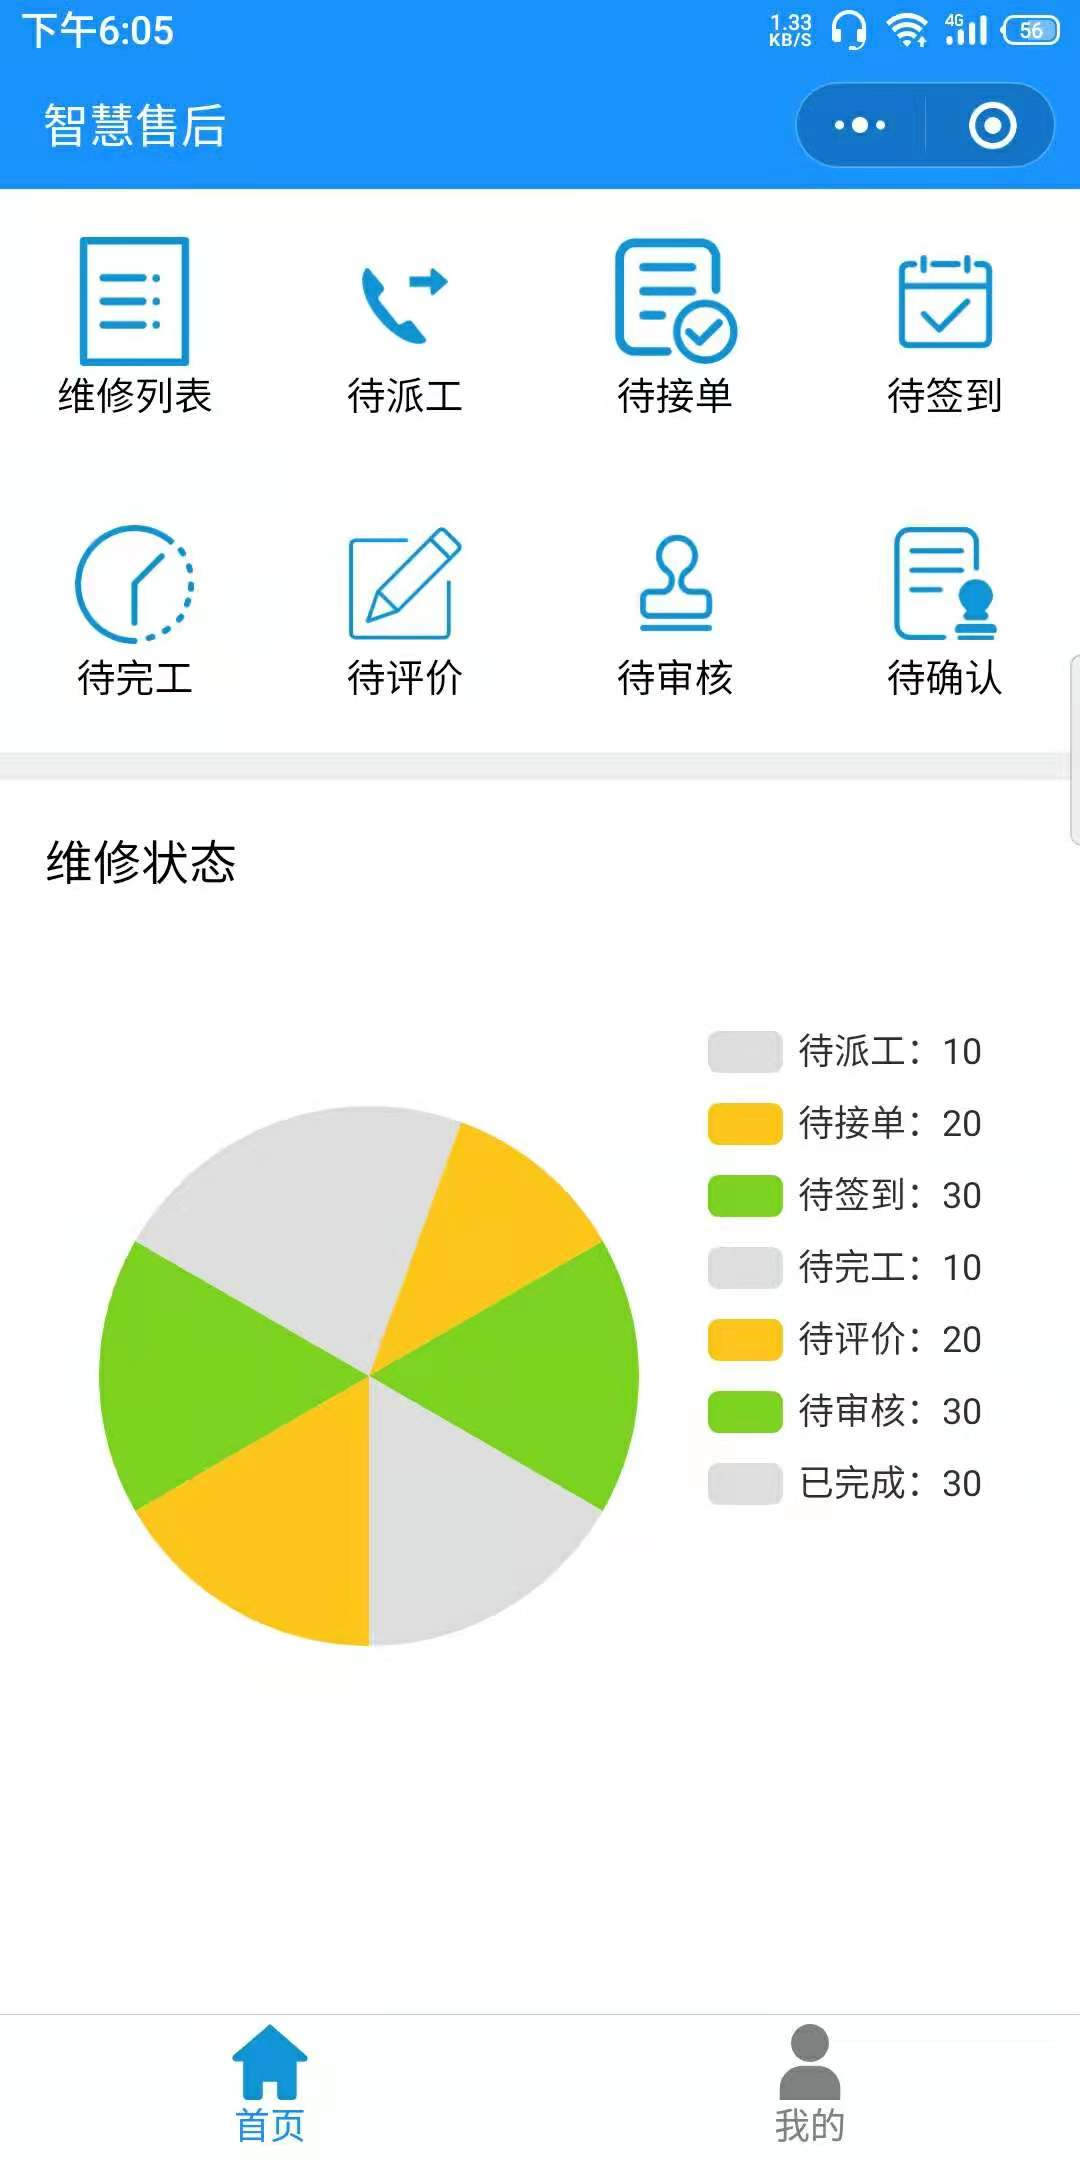 下午6:05
1.33
KB/S
4G
56
智慧售后
维修列表 待派工 待接单 待签到
待完工 待评价 待审核 待确认
维修状态
待派工：10
待接单：20
待签到：30
待完工：10
待评价：20
待审核：30
已完成：30
首页 我的